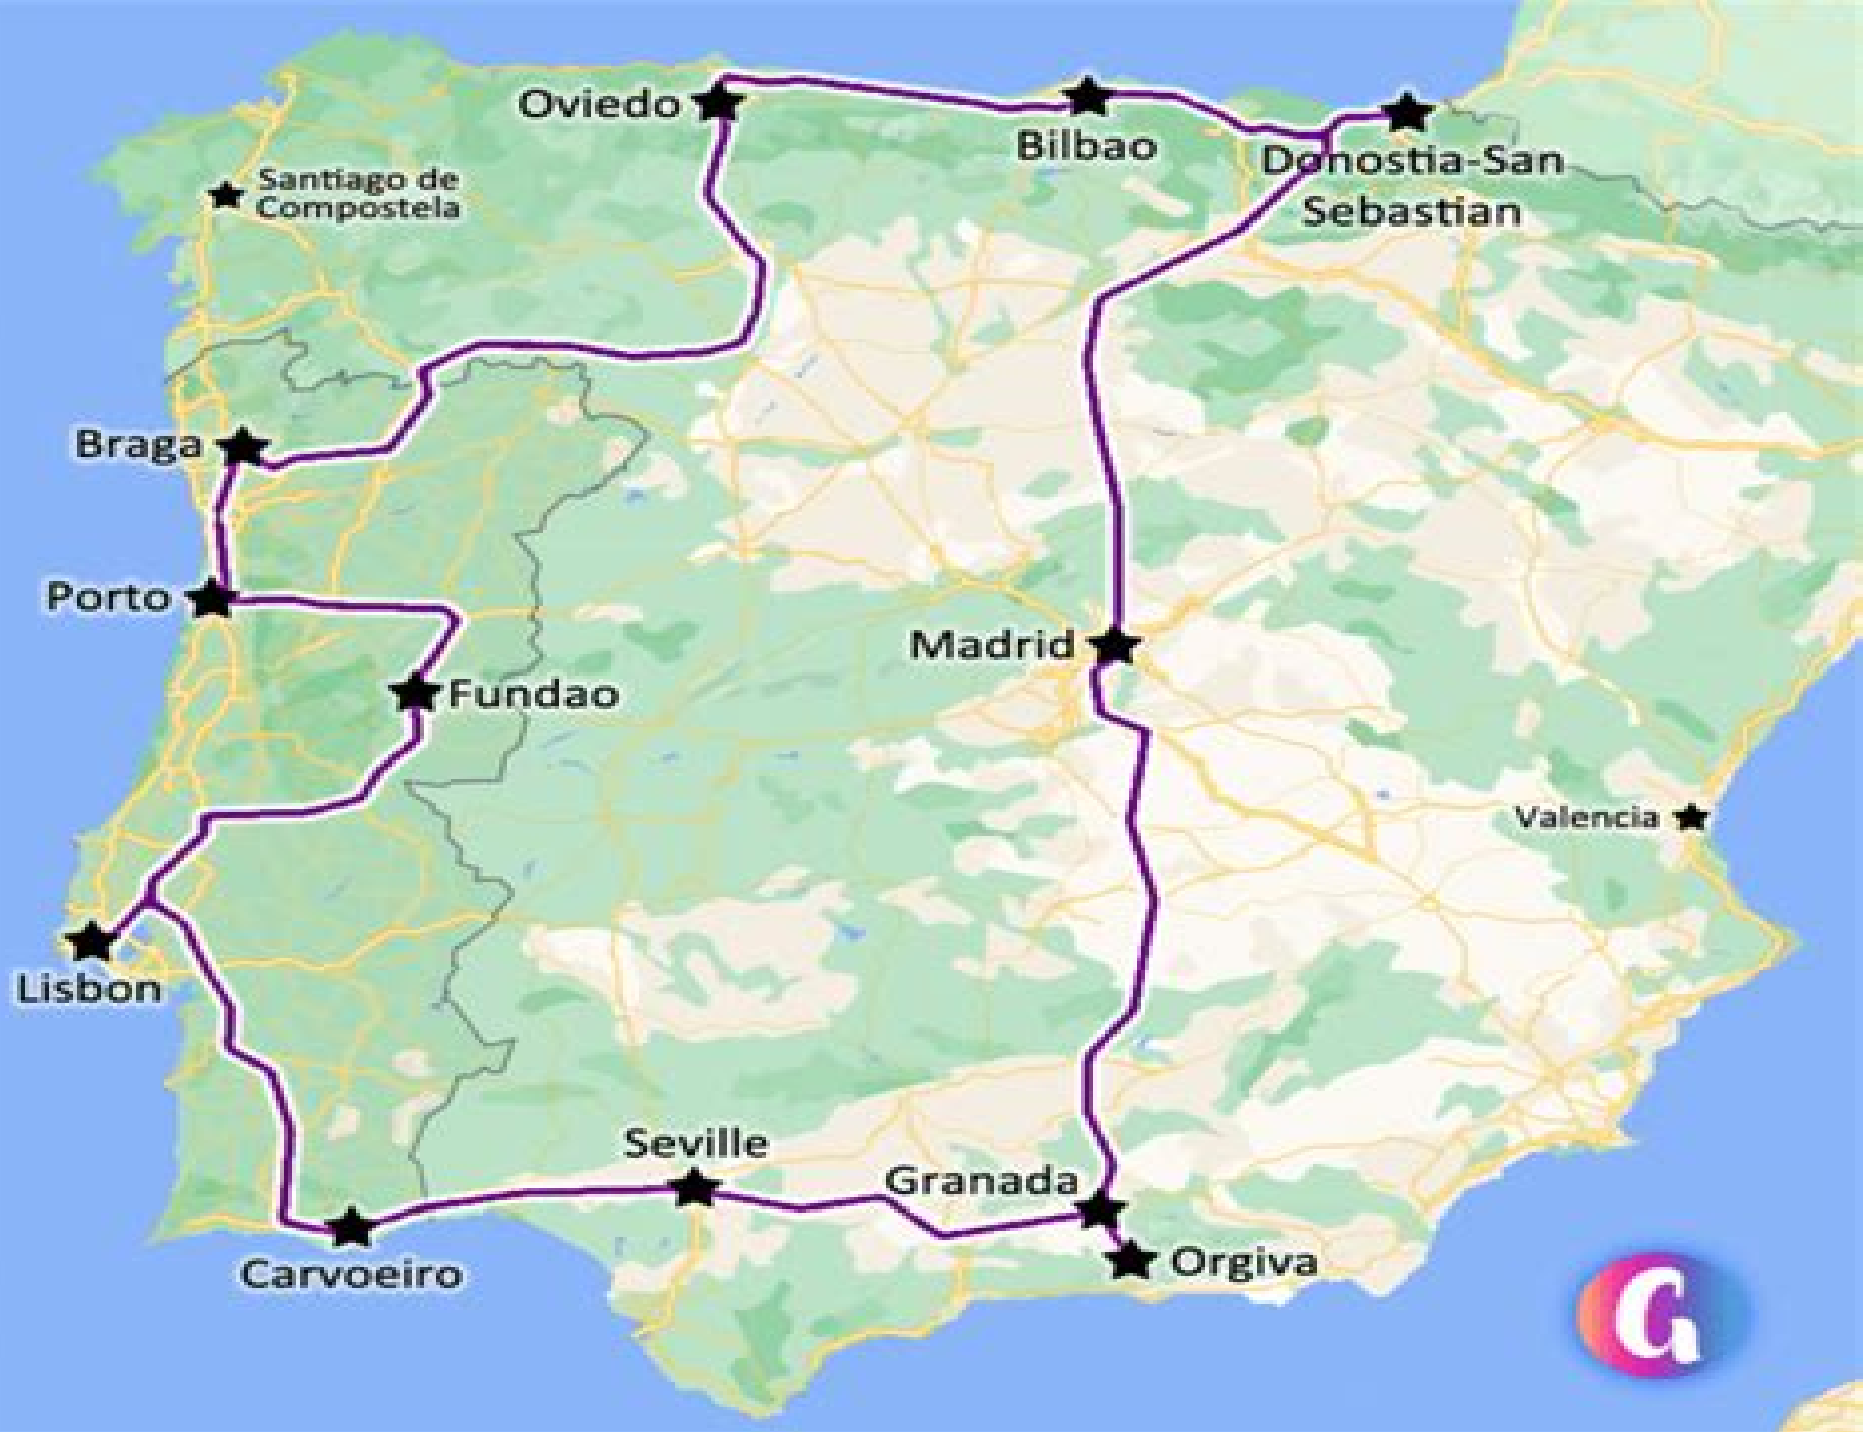 Oviedo
Bilbao
Donostia-San
Sebastian
Santiago de
Compostela
Braga
Porto
Fundao
Madrid
Valencia
Lisbon
Seville
Granada
Carvoeiro
Orgiva
G